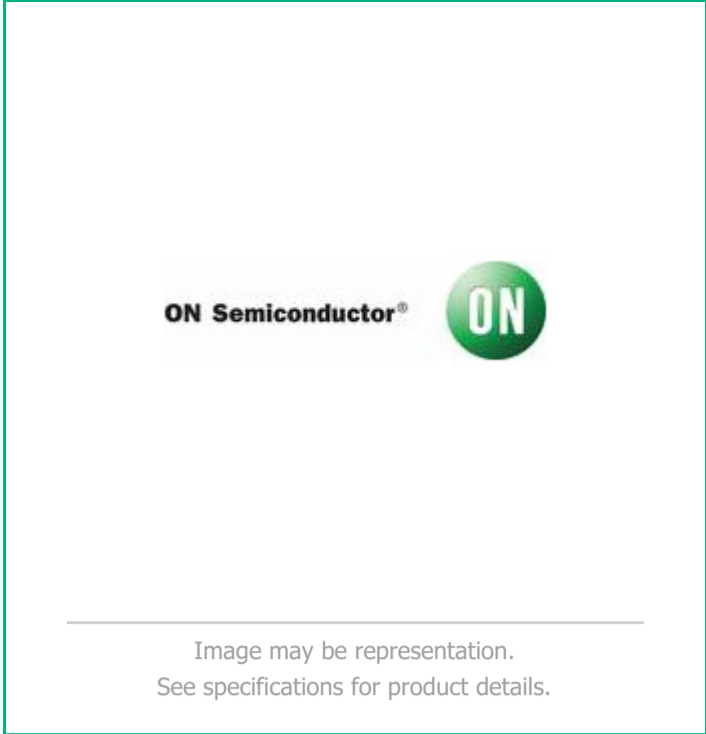 ON Semiconductor® ON
Image may be representation.
See specifications for product details.